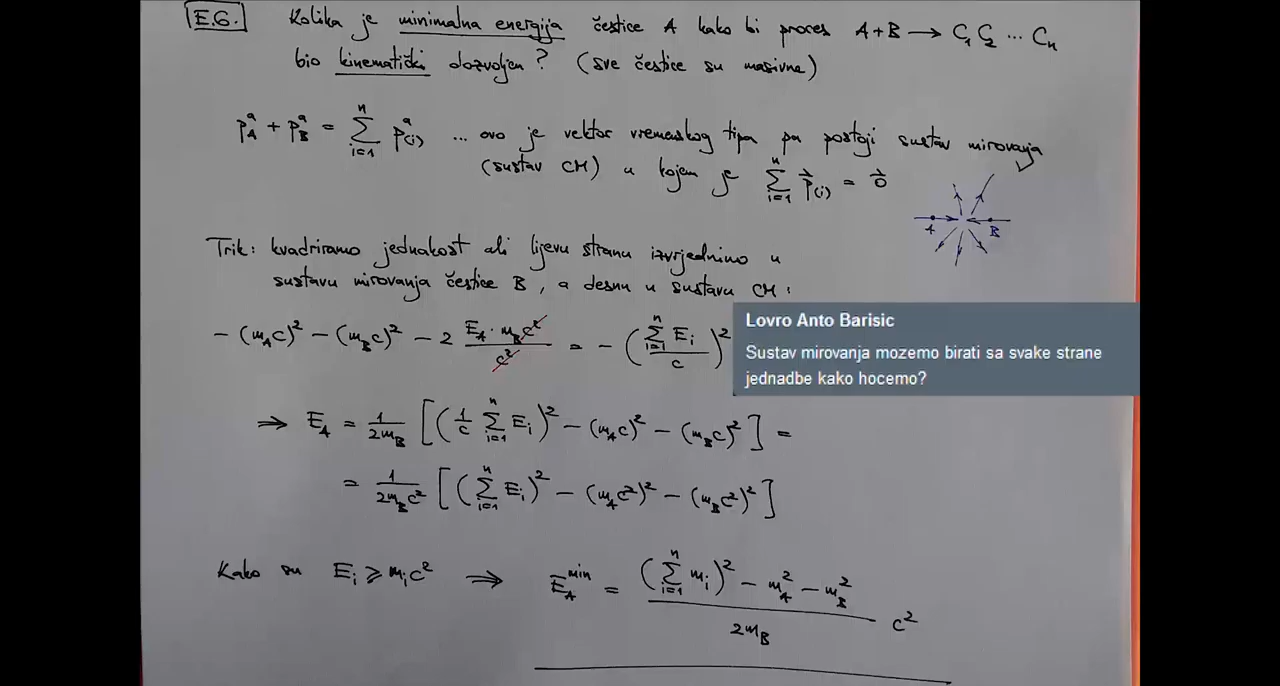 E.6. Kolika je minimalna energija čestice A kako bi proces A+B → C₁ C₂ ... Cₙ
bio kinematički dozvoljen? (sve čestice su masivne)
p_A^a + p_B^a = Σ_{i=1}^n p_{(i)}^a ... ovo je vektor vremenskog tipa pa postoji sustav mirovanja
(sustav CM) u kojem je Σ_{i=1}^n p⃗_{(i)} = 0⃗
A B
Trik: kvadriramo jednakost ali lijevu stranu izvrjednimo u
sustavu mirovanja čestice B, a desnu u sustavu CM:
- (m_A c)² - (m_B c)² - 2 E_A · m_B c² / c² = - (Σ_{i=1}^n E_i / c)²
Lovro Anto Barisic
Sustav mirovanja mozemo birati sa svake strane
jednadbe kako hocemo?
⇒ E_A = 1/2m_B [(1/c Σ_{i=1}^n E_i)² - (m_A c)² - (m_B c)²] =
= 1/2m_B c² [(Σ_{i=1}^n E_i)² - (m_A c²)² - (m_B c²)²]
Kako su E_i ⩾ m_i c² ⇒ E_A^min = (Σ_{i=1}^n m_i)² - m_A² - m_B² / 2m_B c²